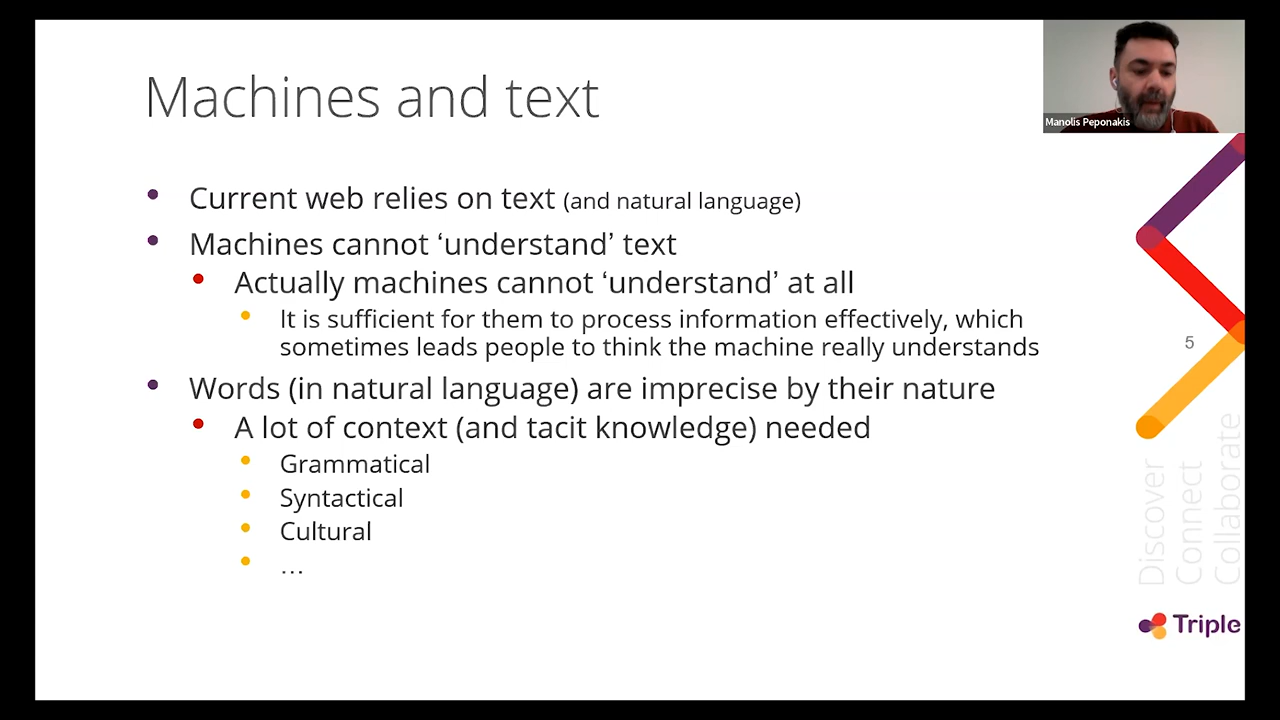 Machines and text
Manolis Peponakis
• Current web relies on text (and natural language)
• Machines cannot ‘understand’ text
• Actually machines cannot ‘understand’ at all
• It is sufficient for them to process information effectively, which
sometimes leads people to think the machine really understands
5
• Words (in natural language) are imprecise by their nature
• A lot of context (and tacit knowledge) needed
• Grammatical
• Syntactical
• Cultural
• …
Discover
Connect
Collaborate
Triple